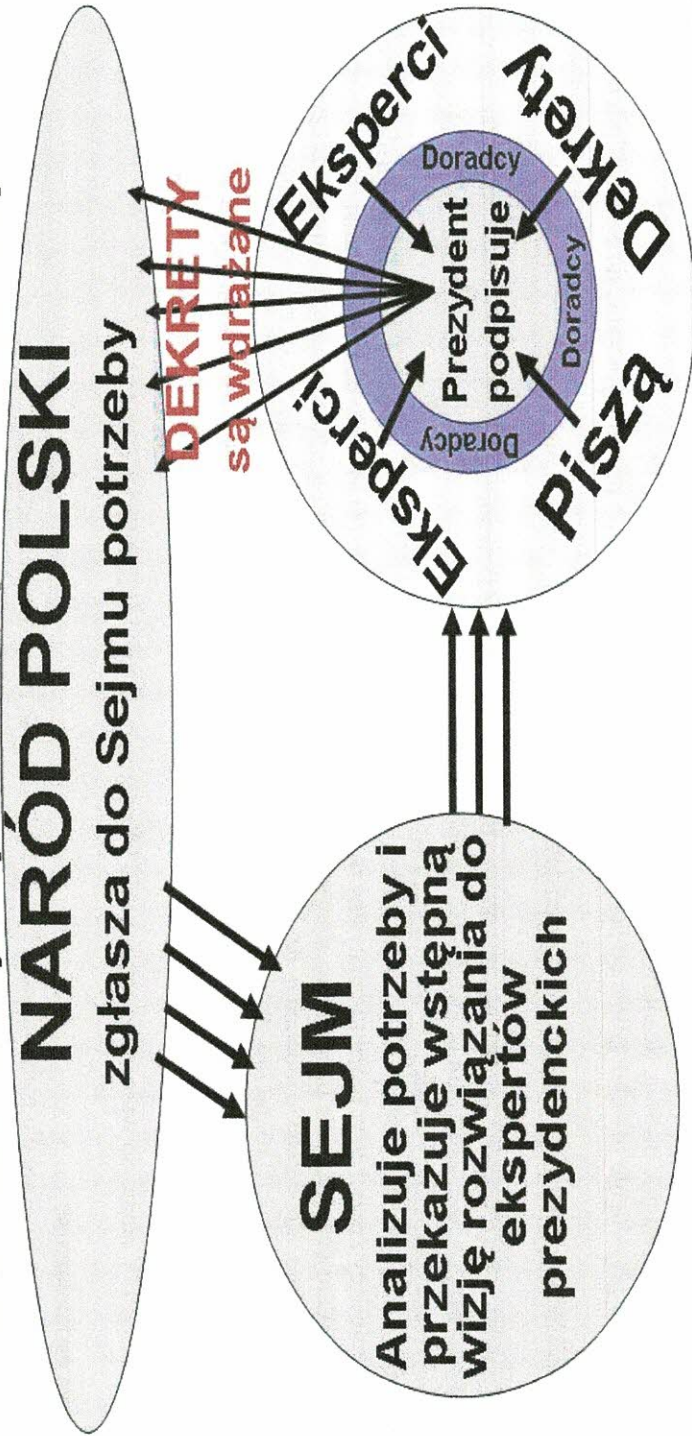 NARÓD POLSKI
zgłasza do Sejmu potrzeby
DEKRETY
są wdrażane
SEJM
Analizuje potrzeby i
przekazuje wstępną
wizję rozwiązania do
ekspertów
prezydenckich
Eksperci
Eksperci
Piszą
Dekrety
Doradcy
Doradcy
Doradcy
Prezydent
podpisuje